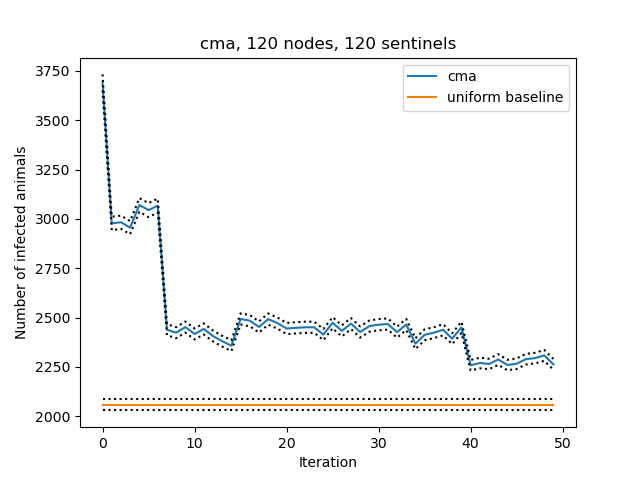 cma, 120 nodes, 120 sentinels
cma
uniform baseline
Number of infected animals
3750
3500
3250
3000
2750
2500
2250
2000
0 10 20 30 40 50
Iteration